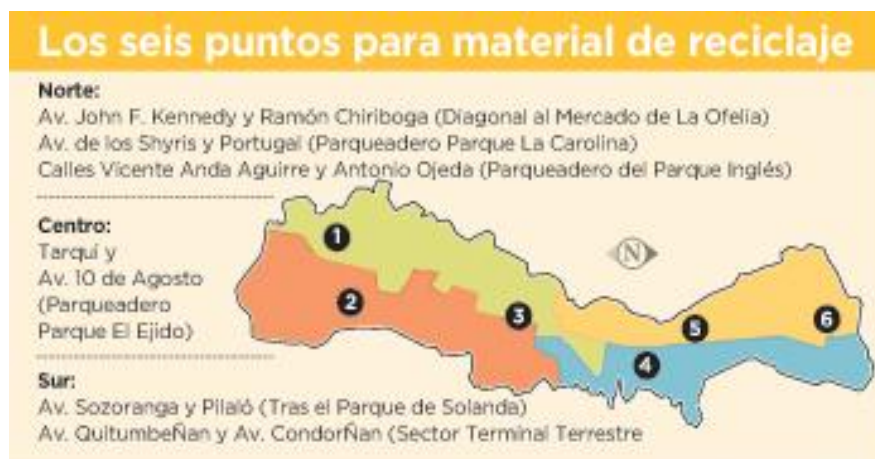 Los seis puntos para material de reciclaje
Norte:
Av. John F. Kennedy y Ramón Chiriboga (Diagonal al Mercado de La Ofelia)
Av. de los Shyris y Portugal (Parqueadero Parque La Carolina)
Calles Vicente Anda Aguirre y Antonio Ojeda (Parqueadero del Parque Inglés)
Centro:
Tarqui y
Av. 10 de Agosto
(Parqueadero
Parque El Ejido)
1
2
3
N
4
5
6
Sur:
Av. Sozoranga y Pilaló (Tras el Parque de Solanda)
Av. QuitumbeÑan y Av. CondorÑan (Sector Terminal Terrestre